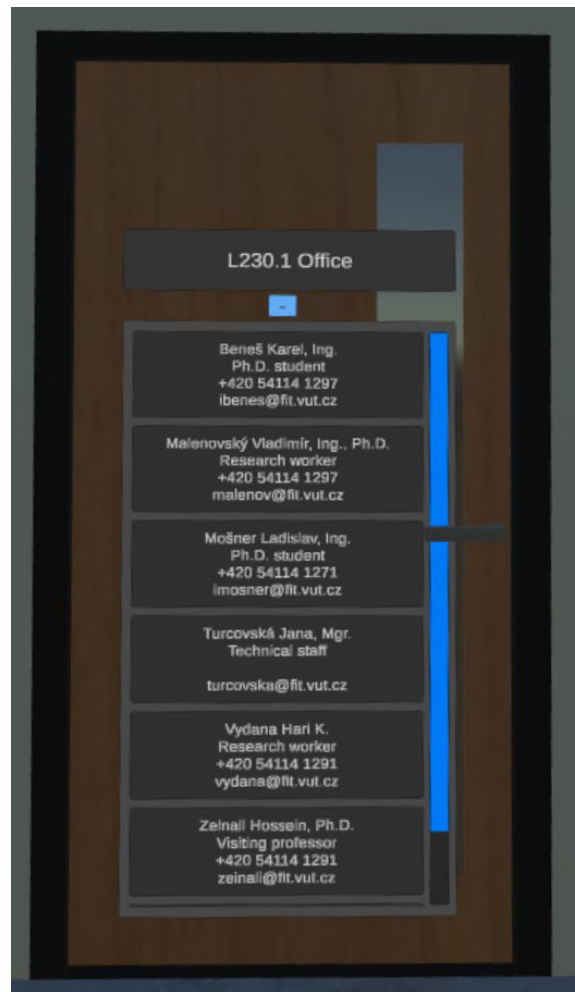 L230.1 Office
-
Beneš Karel, Ing.
Ph.D. student
+420 54114 1297
ibenes@fit.vut.cz
Malenovský Vladimír, Ing., Ph.D.
Research worker
+420 54114 1297
malenov@fit.vut.cz
Mošner Ladislav, Ing.
Ph.D. student
+420 54114 1271
imosner@fit.vut.cz
Turcovská Jana, Mgr.
Technical staff
turcovska@fit.vut.cz
Vydana Hari K.
Research worker
+420 54114 1291
vydana@fit.vut.cz
Zeinali Hossein, Ph.D.
Visiting professor
+420 54114 1291
zeinali@fit.vut.cz